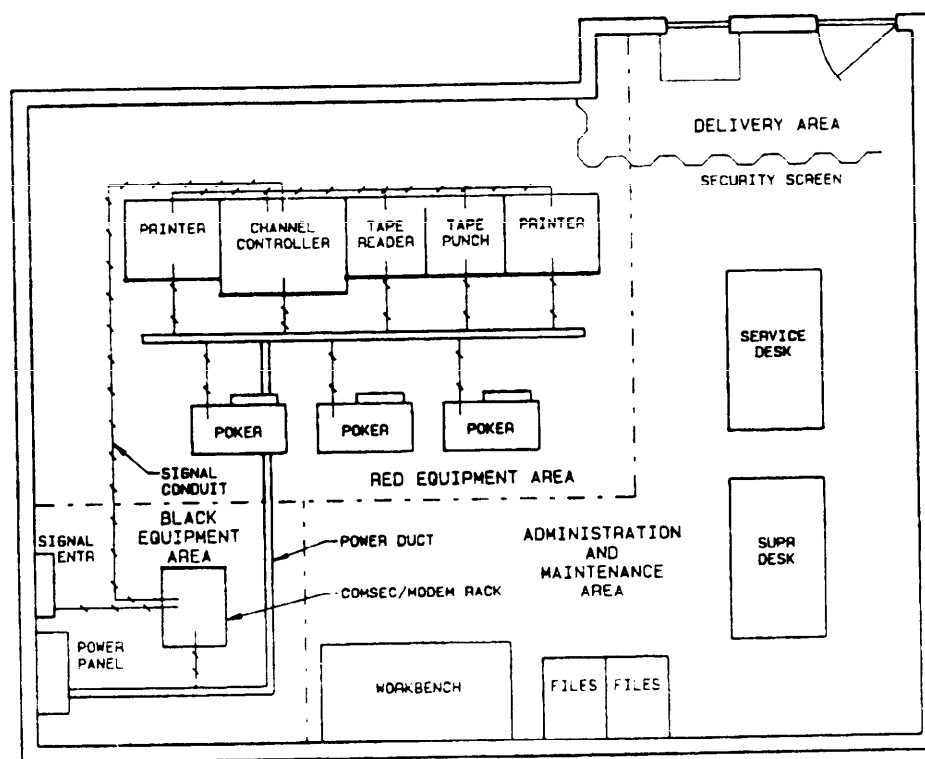 DELIVERY AREA
SECURITY SCREEN
PRINTER
CHANNEL
CONTROLLER
TAPE
READER
TAPE
PUNCH
PRINTER
SERVICE
DESK
POKER
POKER
POKER
SIGNAL
CONDUIT
RED EQUIPMENT AREA
BLACK
EQUIPMENT
AREA
SIGNAL
ENTR
POWER DUCT
ADMINISTRATION
AND
MAINTENANCE
AREA
SUPR
DESK
COMSEC/MODEM RACK
POWER
PANEL
WORKBENCH
FILES
FILES